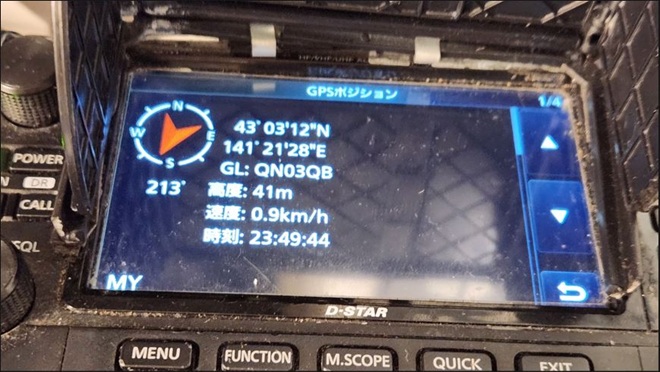 GPSポジション
1/4
N
W E
S
213°
43°03'12"N
141°21'28"E
GL: QN03QB
高度: 41m
速度: 0.9km/h
時刻: 23:49:44
MY
D-STAR
POWER
DR
CALL
MENU
FUNCTION
M.SCOPE
QUICK
EXIT